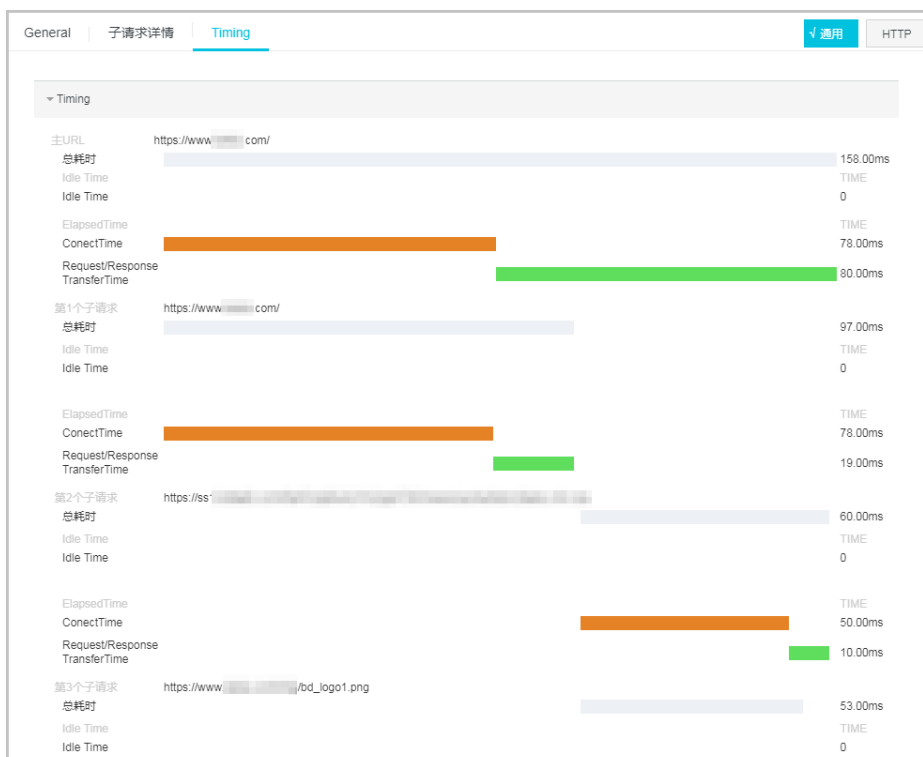 General 子请求详情 Timing √ 通用 HTTP
Timing
主URL https://www .com/
总耗时 158.00ms
Idle Time TIME
Idle Time 0
ElapsedTime TIME
ConectTime 78.00ms
Request/Response
TransferTime 80.00ms
第1个子请求 https://www .com/
总耗时 97.00ms
Idle Time TIME
Idle Time 0
ElapsedTime TIME
ConectTime 78.00ms
Request/Response
TransferTime 19.00ms
第2个子请求 https://ss1
总耗时 60.00ms
Idle Time TIME
Idle Time 0
ElapsedTime TIME
ConectTime 50.00ms
Request/Response
TransferTime 10.00ms
第3个子请求 https://www. /bd_logo1.png
总耗时 53.00ms
Idle Time TIME
Idle Time 0